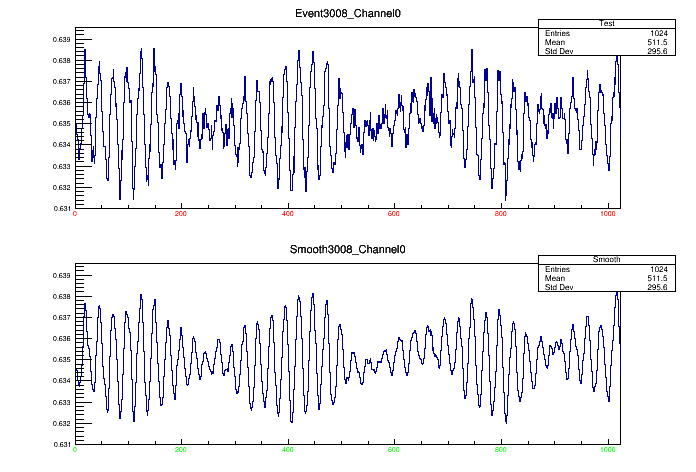 Event3008_Channel0
Test
Entries 1024
Mean 511.5
Std Dev 295.6
0.639
0.638
0.637
0.636
0.635
0.634
0.633
0.632
0.631
0 200 400 600 800 1000
Smooth3008_Channel0
Smooth
Entries 1024
Mean 511.5
Std Dev 295.6
0.639
0.638
0.637
0.636
0.635
0.634
0.633
0.632
0.631
0 200 400 600 800 1000